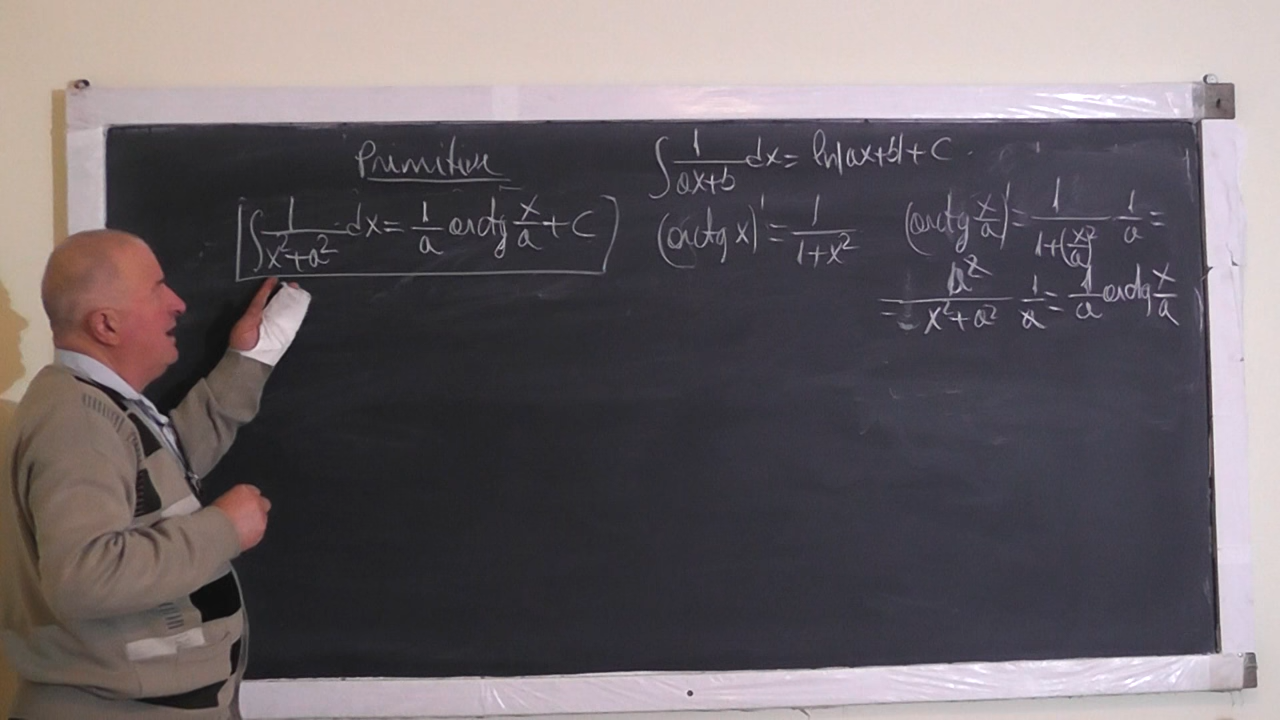 Primitive
∫ 1/(x²+a²) dx = 1/a arctg x/a + C
∫ 1/(ax+b) dx = ln|ax+b| + C.
(arctg x)' = 1/(1+x²)
(arctg x/a)' = 1/(1+(x/a)²) 1/a =
= a²/(x²+a²) 1/a = 1/a arctg x/a